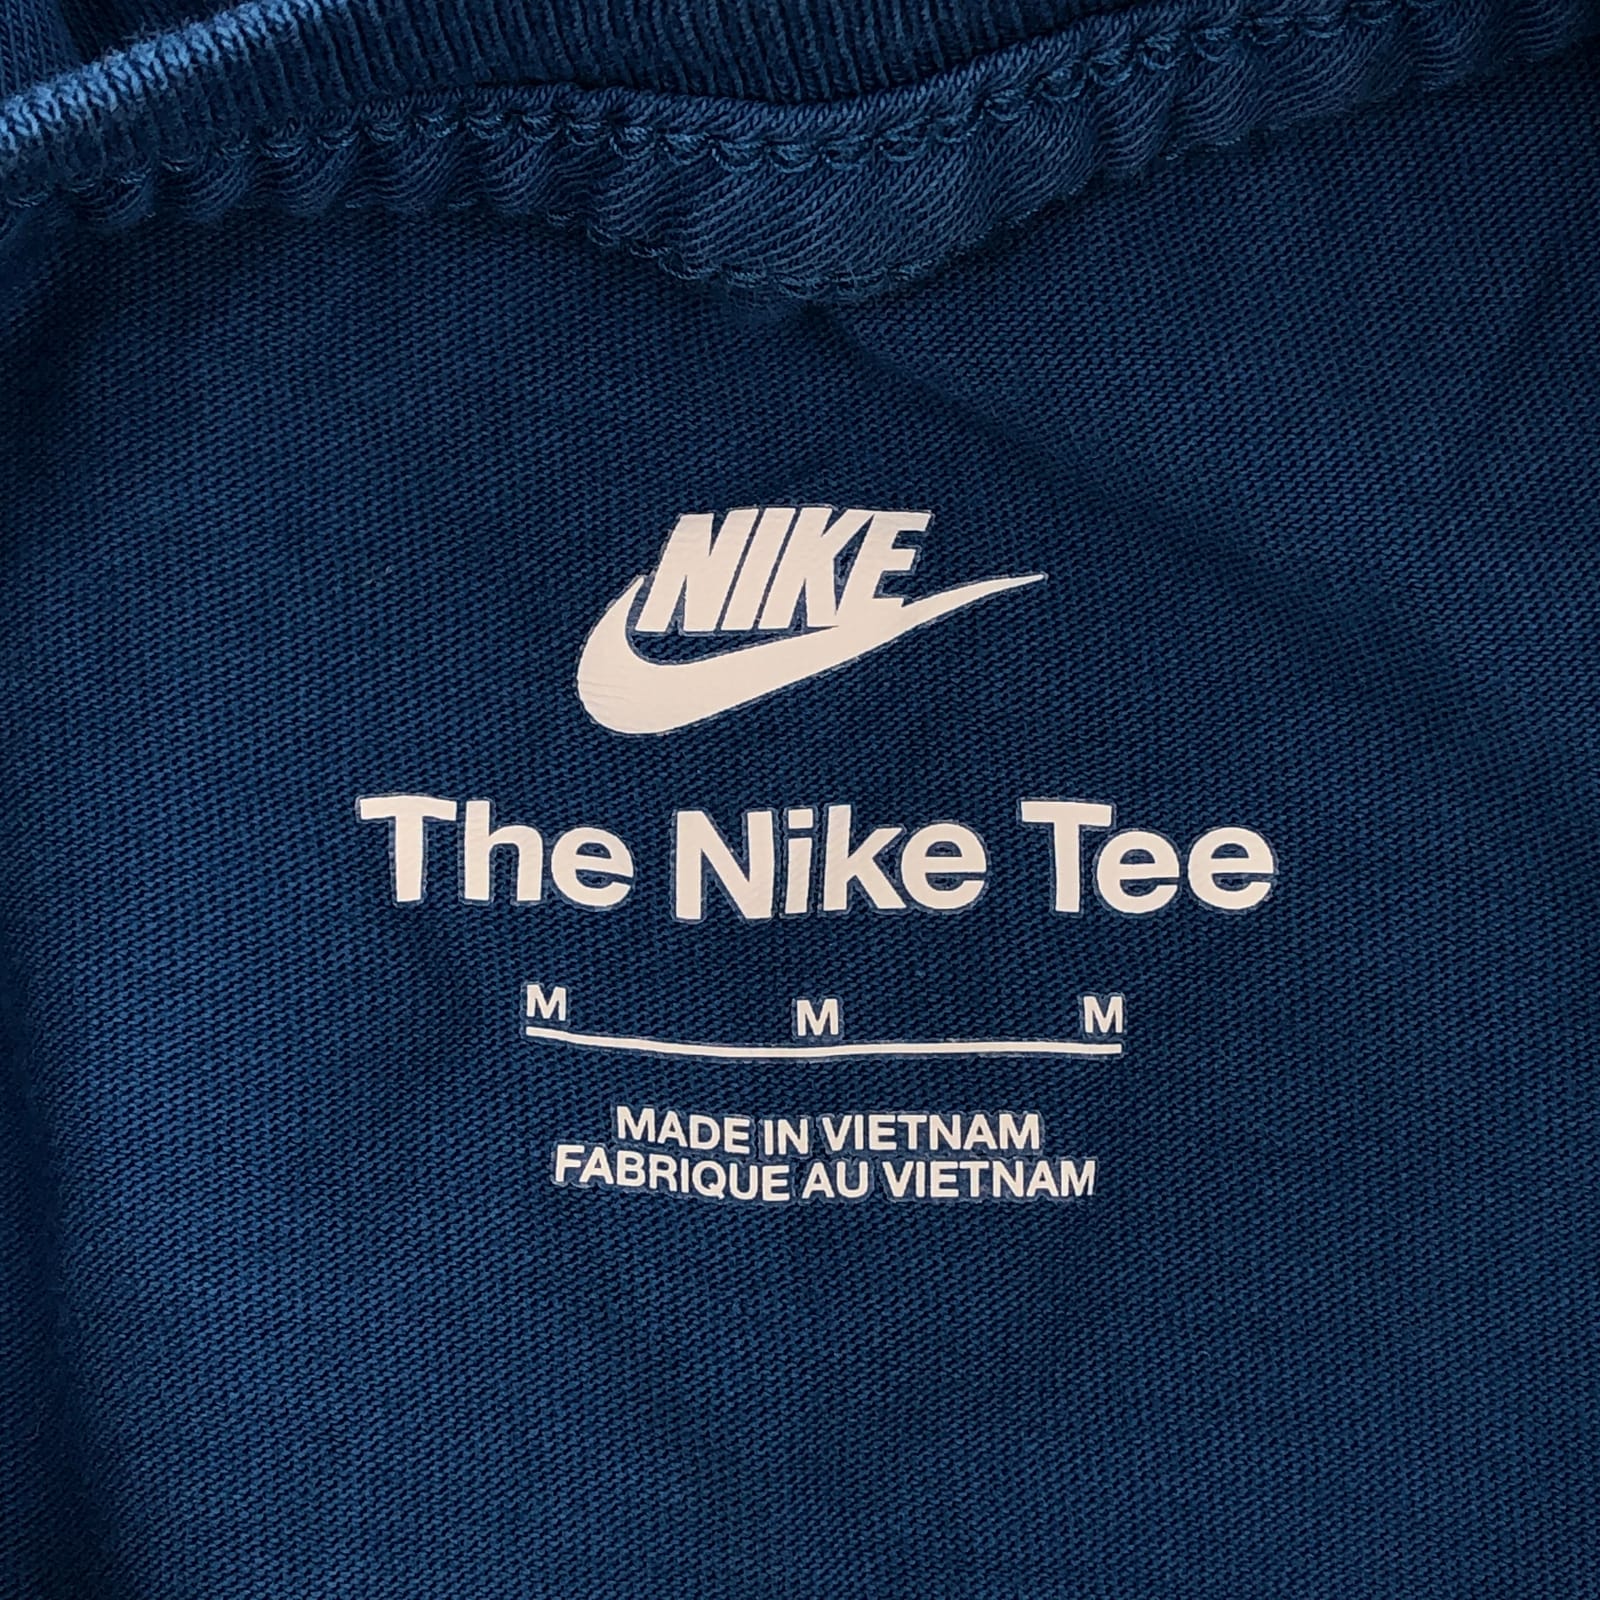 NIKE
The Nike Tee
M M M
MADE IN VIETNAM
FABRIQUE AU VIETNAM